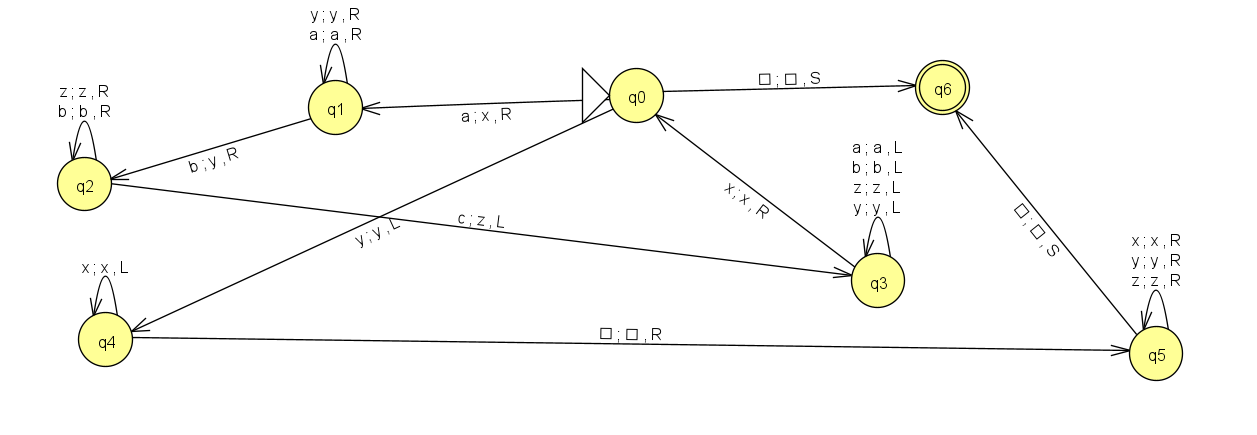 y ; y , R
a ; a , R
z ; z , R
b ; b , R
q1
a ; x , R
q0
□ ; □ , S
q6
b ; y , R
q2
a ; a , L
b ; b , L
z ; z , L
y ; y , L
x ; x , R
c ; z , L
y ; y , L
q3
□ ; □ , S
x ; x , R
y ; y , R
z ; z , R
x ; x , L
q4
□ ; □ , R
q5